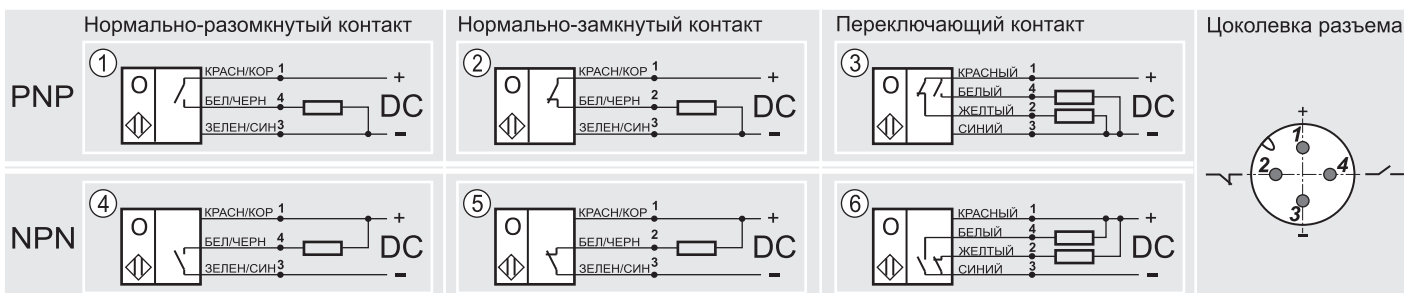 Нормально-разомкнутый контакт
Нормально-замкнутый контакт
Переключающий контакт
Цоколевка разъема
PNP
1
O
КРАСН/КОР 1
+
БЕЛ/ЧЕРН 4
DC
ЗЕЛЕН/СИН 3
-
2
O
КРАСН/КОР 1
+
БЕЛ/ЧЕРН 2
DC
ЗЕЛЕН/СИН 3
-
3
O
КРАСНЫЙ 1
+
БЕЛЫЙ 4
DC
ЖЕЛТЫЙ 2
СИНИЙ 3
-
+
1
2
4
3
-
NPN
4
O
КРАСН/КОР 1
+
БЕЛ/ЧЕРН 4
DC
ЗЕЛЕН/СИН 3
-
5
O
КРАСН/КОР 1
+
БЕЛ/ЧЕРН 2
DC
ЗЕЛЕН/СИН 3
-
6
O
КРАСНЫЙ 1
+
БЕЛЫЙ 4
DC
ЖЕЛТЫЙ 2
СИНИЙ 3
-